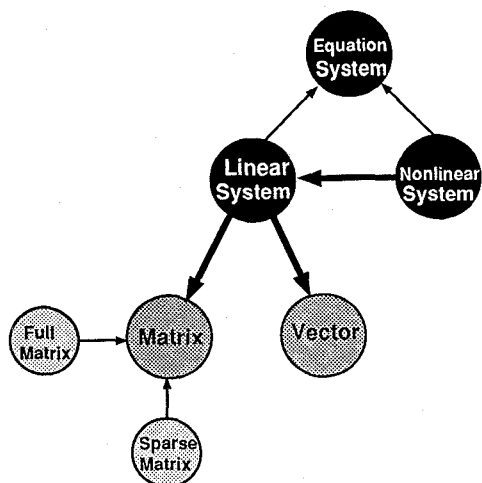 Equation
System
Linear
System
Nonlinear
System
Full
Matrix
Matrix
Vector
Sparse
Matrix